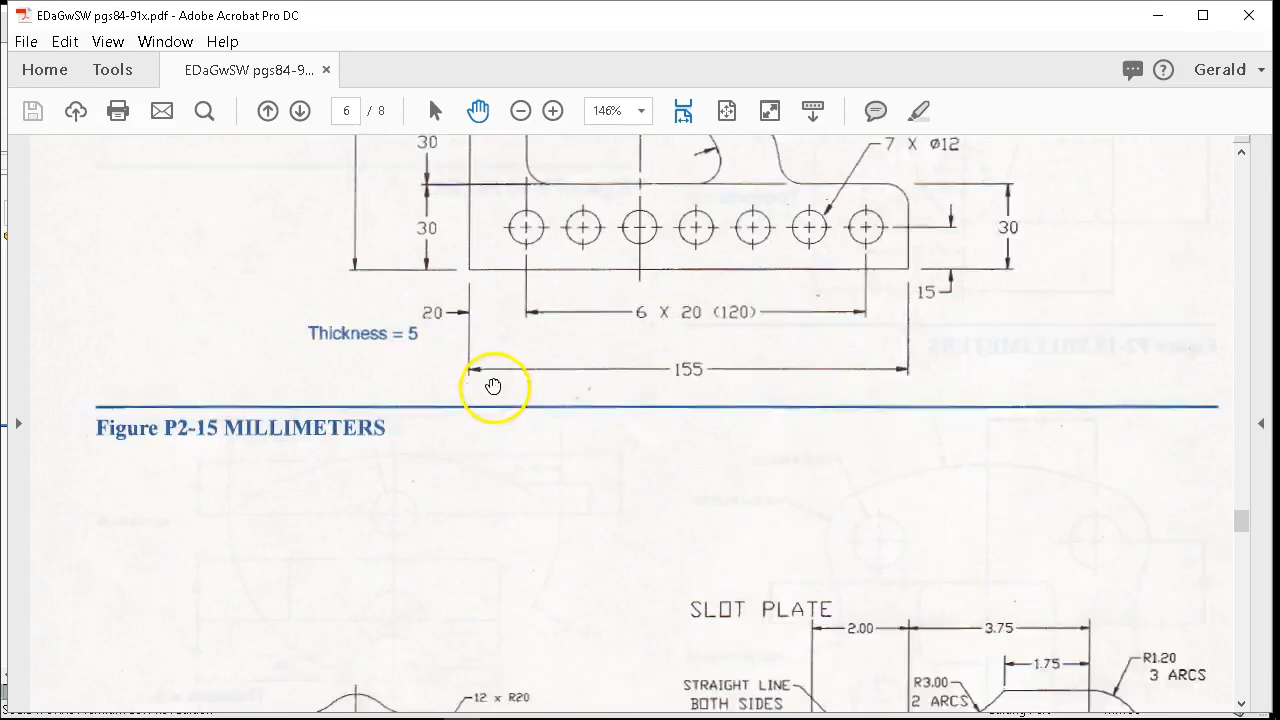 EDaGwSW pgs84-91x.pdf - Adobe Acrobat Pro DC
File Edit View Window Help
Home Tools EDaGwSW pgs84-9... × Gerald
6 / 8 146%
30
7 X Ø12
30
30
15
20
6 X 20 (120)
Thickness = 5
155
Figure P2-15 MILLIMETERS
SLOT PLATE
2.00
3.75
1.75
R1.20
3 ARCS
STRAIGHT LINE
BOTH SIDES
R3.00
2 ARCS
12 x R20